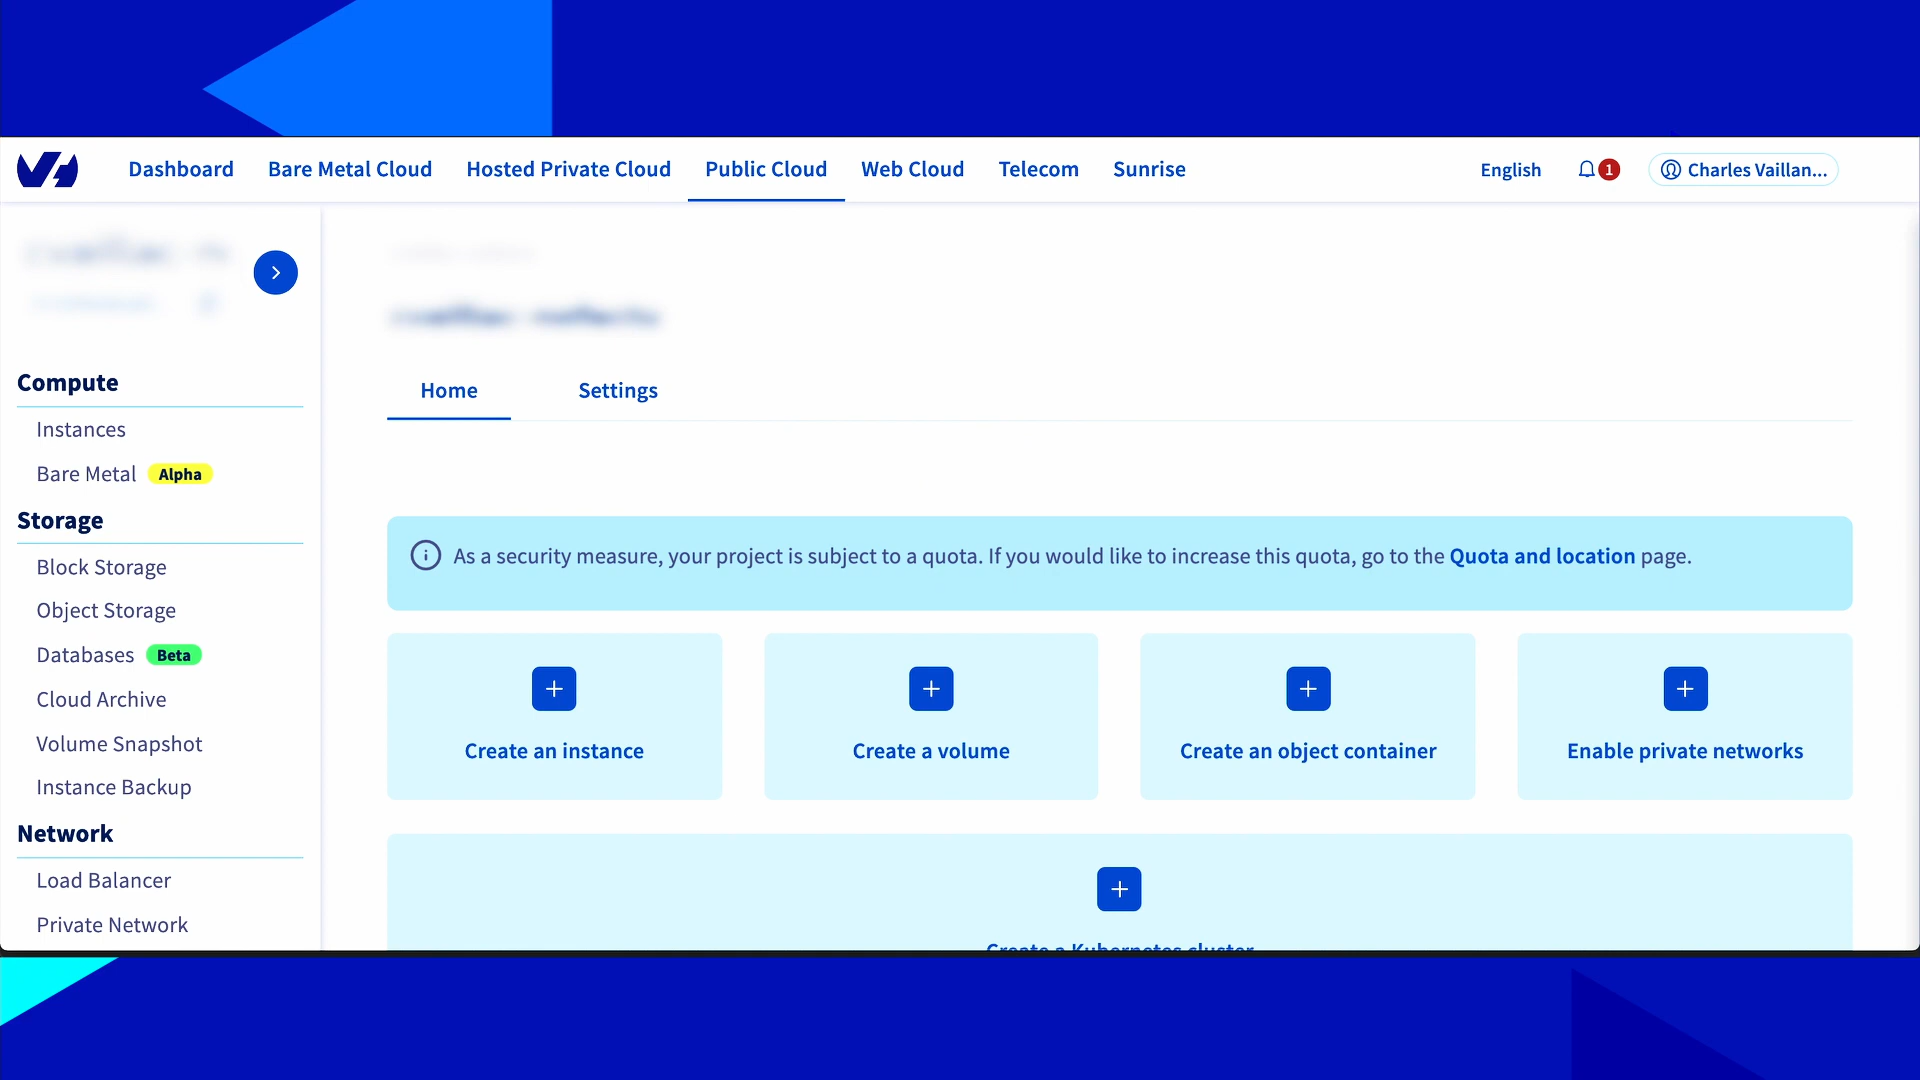 Dashboard Bare Metal Cloud Hosted Private Cloud Public Cloud Web Cloud Telecom Sunrise English 1 Charles Vaillan...
Home Settings
Compute
Instances
Bare Metal Alpha
Storage
Block Storage
Object Storage
Databases Beta
Cloud Archive
Volume Snapshot
Instance Backup
Network
Load Balancer
Private Network
As a security measure, your project is subject to a quota. If you would like to increase this quota, go to the Quota and location page.
Create an instance
Create a volume
Create an object container
Enable private networks
Create a Kubernetes cluster